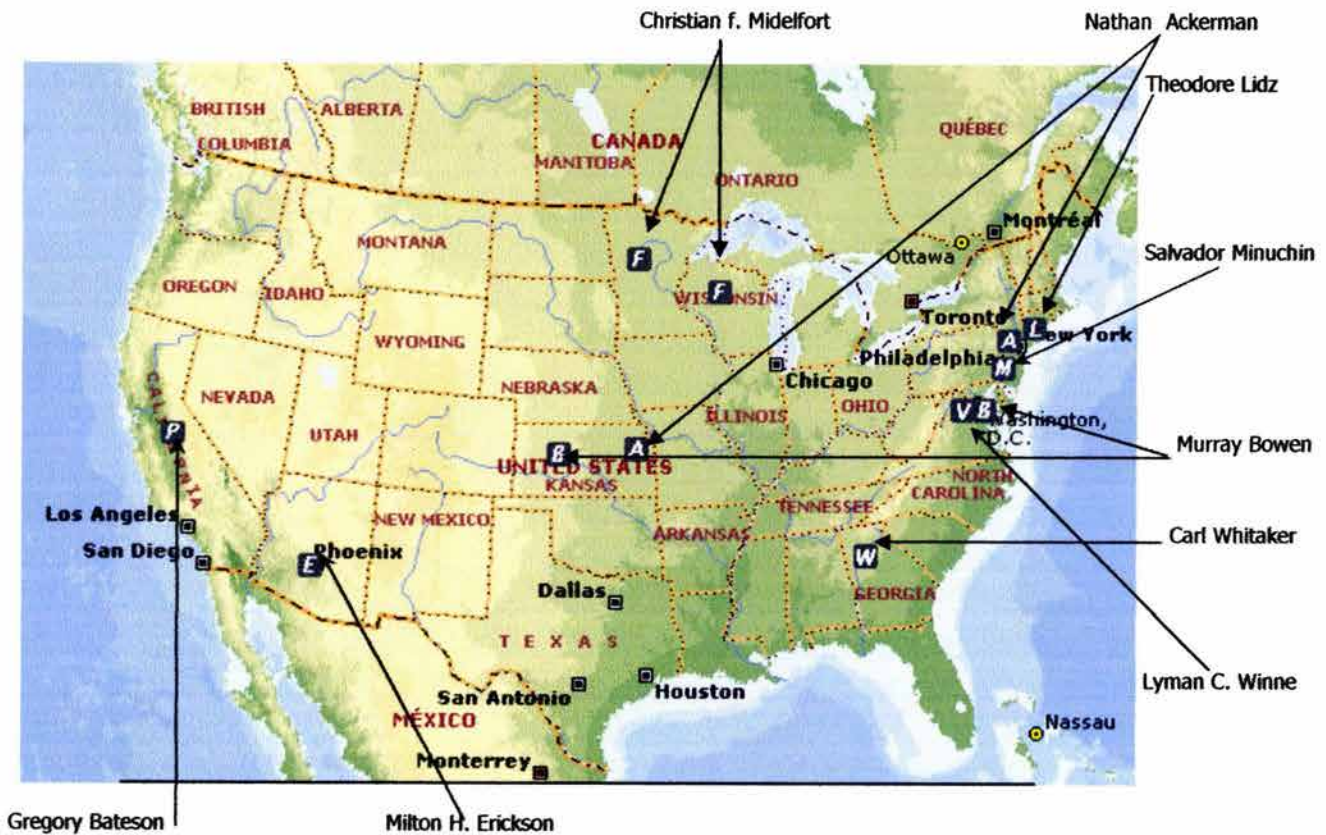 Christian f. Midelfort
Nathan Ackerman
Theodore Lidz
BRITISH
COLUMBIA
ALBERTA
CANADA
MANITOBA
ONTARIO
QUÉBEC
Montréal
Ottawa
Salvador Minuchin
MONTANA
F
OREGON
IDAHO
F
WISCONSIN
Toronto
L
A
ew York
WYOMING
Philadelphia
M
Chicago
NEBRASKA
NEVADA
CALIFORNIA
UTAH
ILLINOIS
OHIO
V
B
Washington,
D.C.
P
B
A
UNITED STATES
KANSAS
Murray Bowen
NORTH
CAROLINA
TENNESSEE
Los Angeles
NEW MEXICO
ARKANSAS
Carl Whitaker
San Diego
Phoenix
E
W
GEORGIA
Dallas
TEXAS
San Antonio
Houston
Lyman C. Winne
MÉXICO
Nassau
Monterrey
Gregory Bateson
Milton H. Erickson